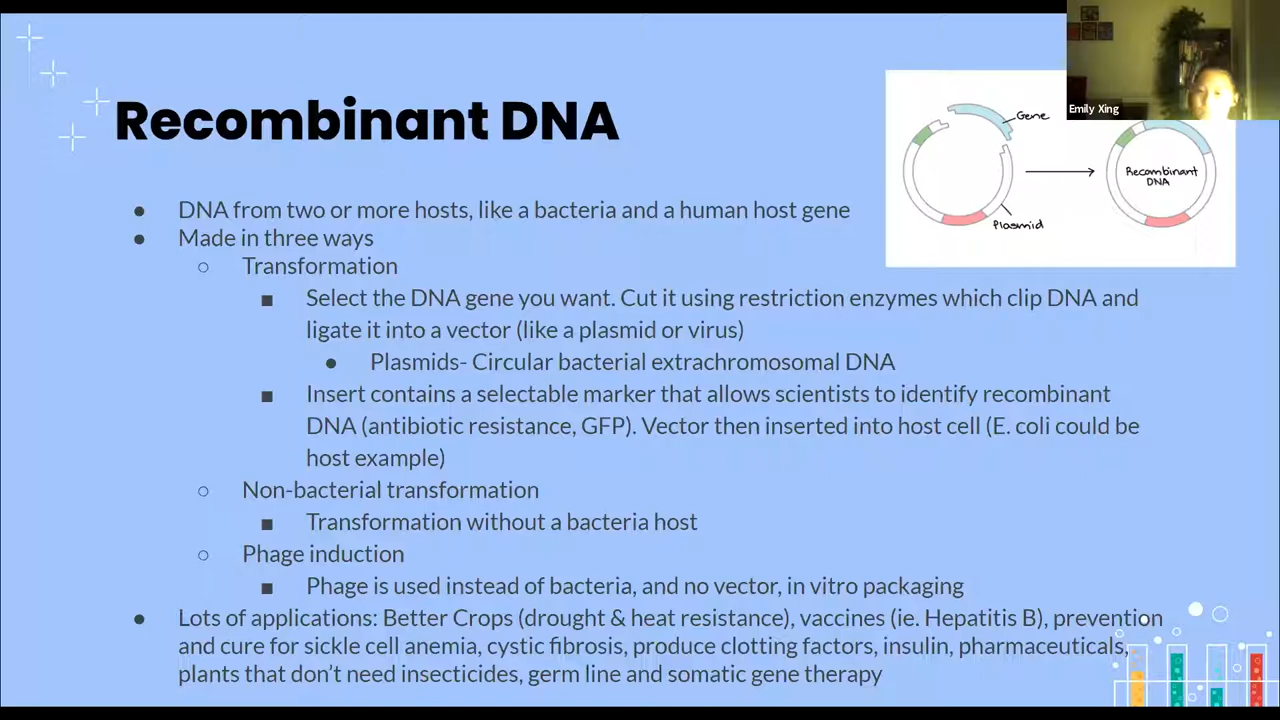 Emily Xing
Recombinant DNA
Gene
Plasmid
Recombinant
DNA
● DNA from two or more hosts, like a bacteria and a human host gene
● Made in three ways
○ Transformation
■ Select the DNA gene you want. Cut it using restriction enzymes which clip DNA and
ligate it into a vector (like a plasmid or virus)
● Plasmids- Circular bacterial extrachromosomal DNA
■ Insert contains a selectable marker that allows scientists to identify recombinant
DNA (antibiotic resistance, GFP). Vector then inserted into host cell (E. coli could be
host example)
○ Non-bacterial transformation
■ Transformation without a bacteria host
○ Phage induction
■ Phage is used instead of bacteria, and no vector, in vitro packaging
● Lots of applications: Better Crops (drought & heat resistance), vaccines (ie. Hepatitis B), prevention
and cure for sickle cell anemia, cystic fibrosis, produce clotting factors, insulin, pharmaceuticals,
plants that don’t need insecticides, germ line and somatic gene therapy